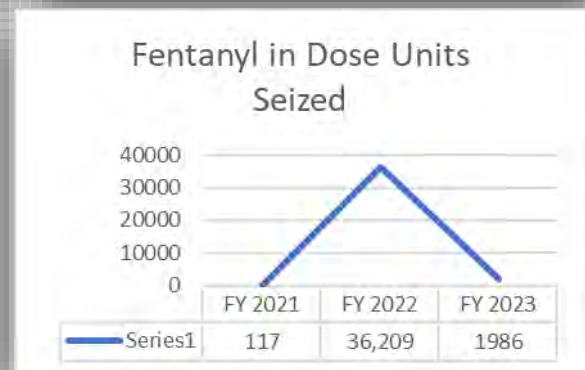 Fentanyl in Dose Units
Seized
40000
30000
20000
10000
0
FY 2021 FY 2022 FY 2023
Series1 117 36,209 1986